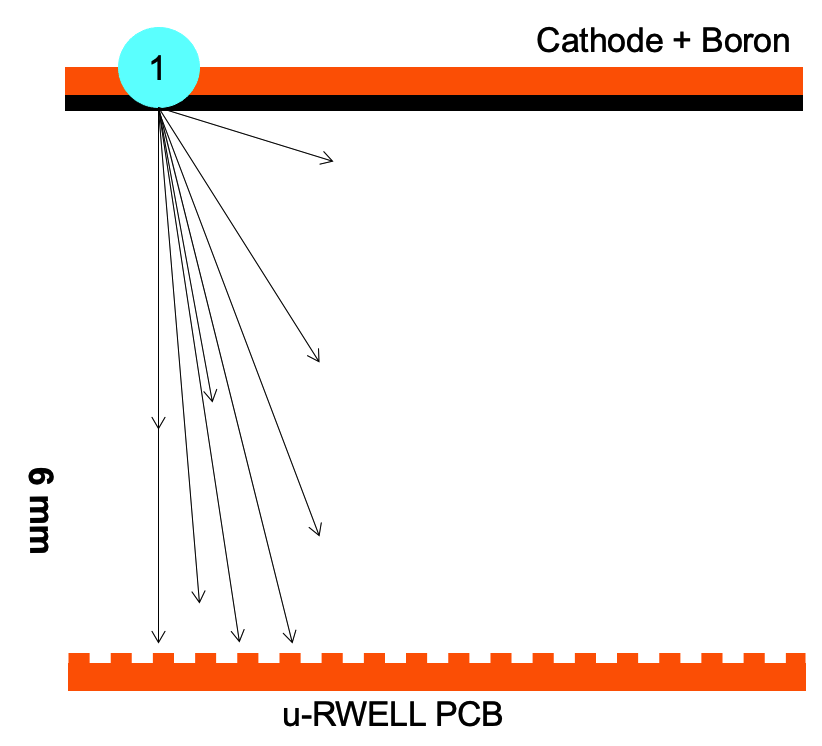 Cathode + Boron
1
6 mm
u-RWELL PCB